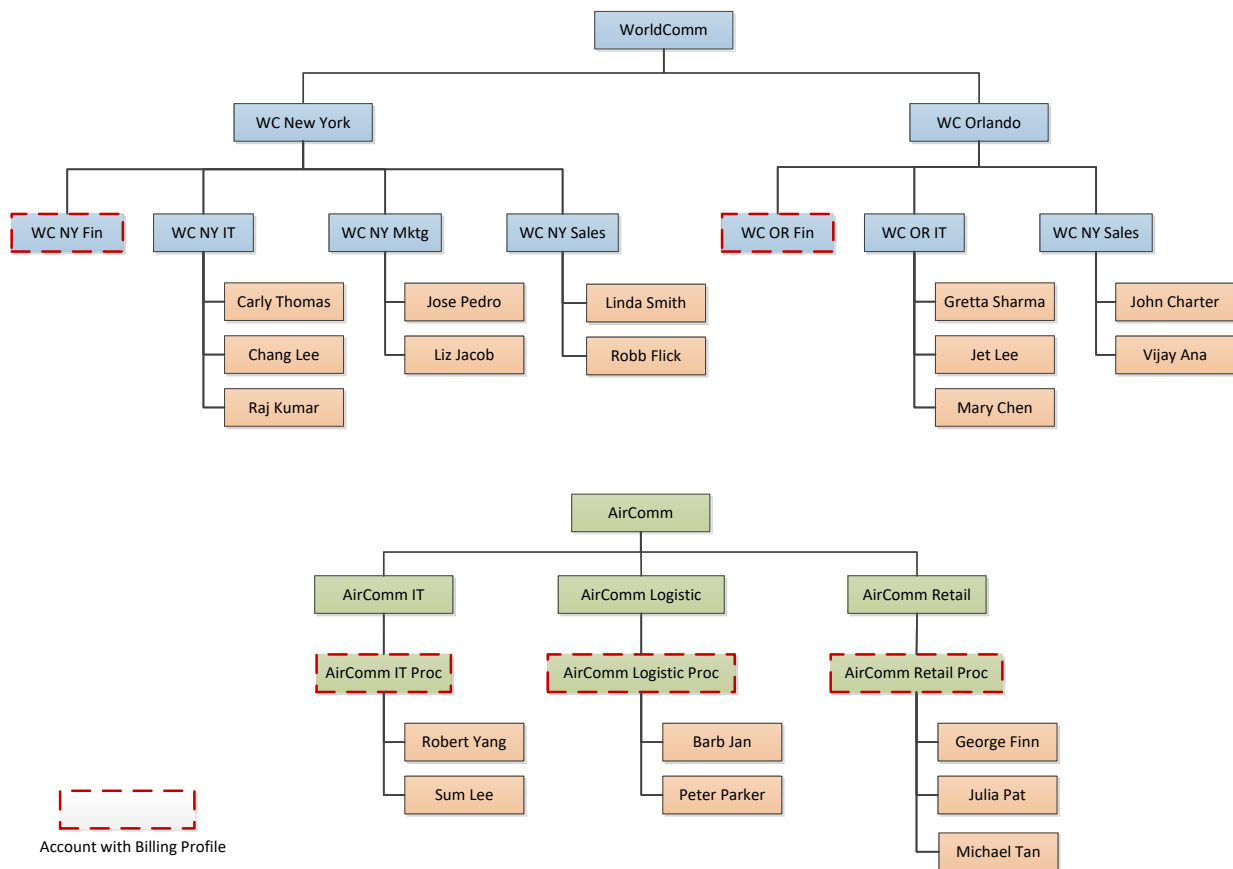 WorldComm
WC New York
WC Orlando
WC NY Fin
WC NY IT
WC NY Mktg
WC NY Sales
WC OR Fin
WC OR IT
WC NY Sales
Carly Thomas
Jose Pedro
Linda Smith
Gretta Sharma
John Charter
Chang Lee
Liz Jacob
Robb Flick
Jet Lee
Vijay Ana
Raj Kumar
Mary Chen
AirComm
AirComm IT
AirComm Logistic
AirComm Retail
AirComm IT Proc
AirComm Logistic Proc
AirComm Retail Proc
Robert Yang
Barb Jan
George Finn
Sum Lee
Peter Parker
Julia Pat
Michael Tan
Account with Billing Profile